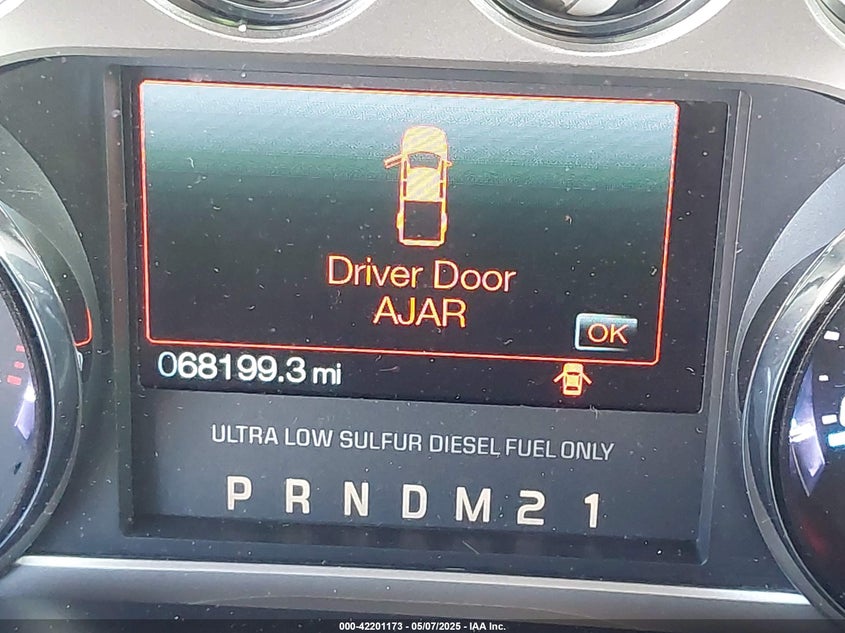 Driver Door
AJAR
OK
068199.3 mi
ULTRA LOW SULFUR DIESEL FUEL ONLY
P R N D M 2 1
000-42201173 - 05/07/2025 - IAA Inc.